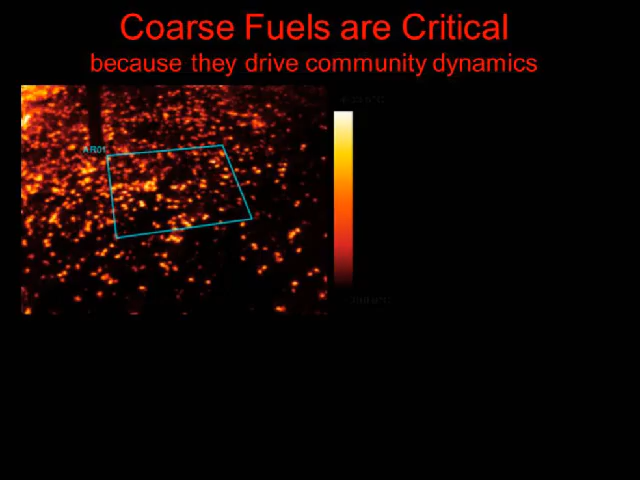 Coarse Fuels are Critical
because they drive community dynamics
AR01